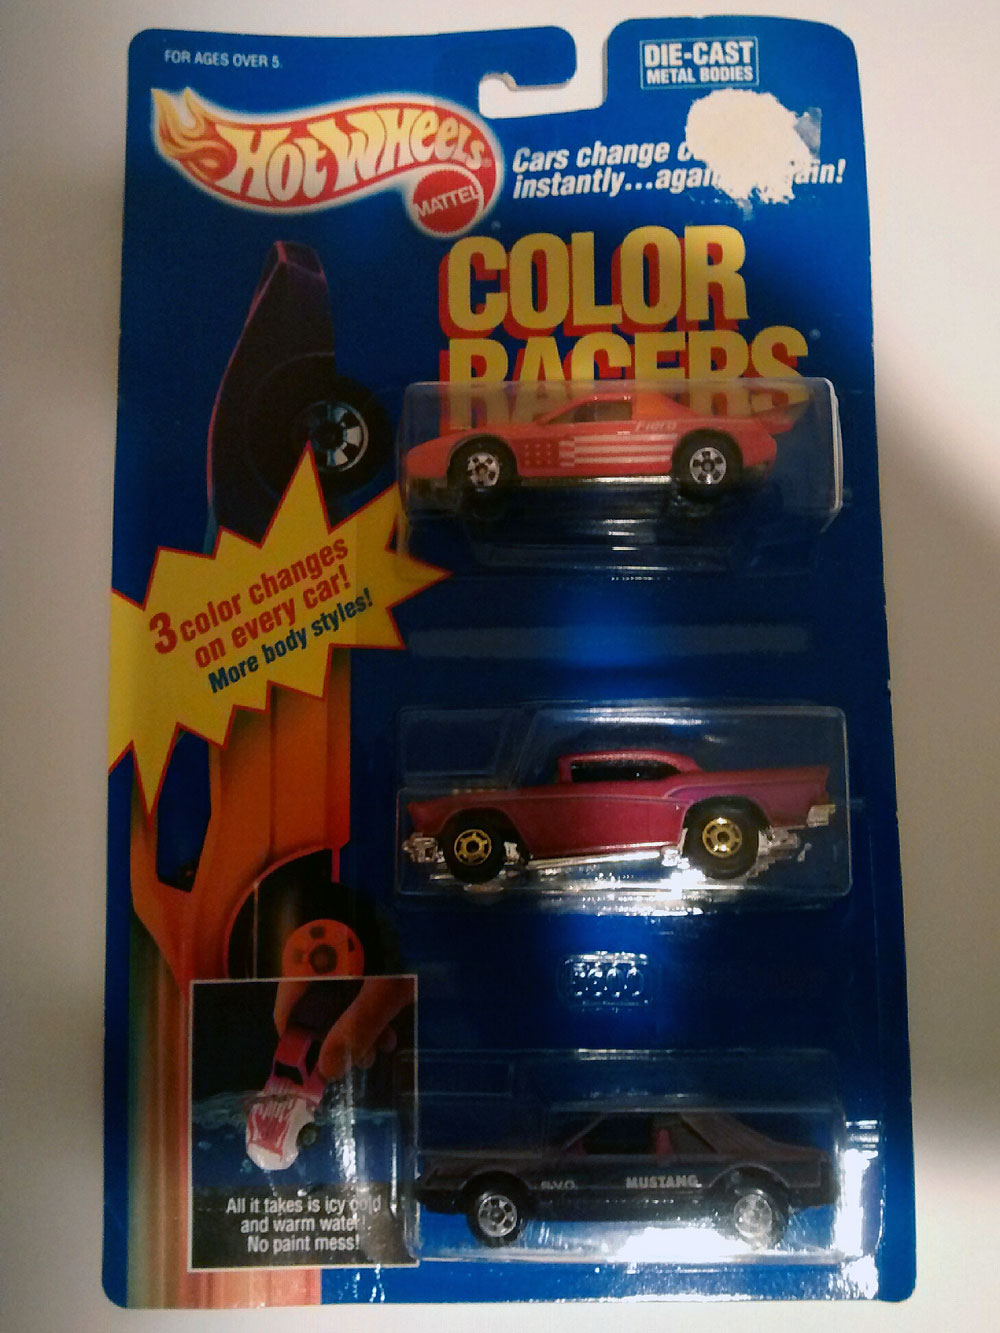 FOR AGES OVER 5.
DIE-CAST
METAL BODIES
HOT WHEELS
MATTEL
Cars change
instantly...again
ain!
COLOR
RACERS
Fiero
3 color changes
on every car!
More body styles!
S.V.O. MUSTANG
All it takes is icy cold
and warm water!.
No paint mess!